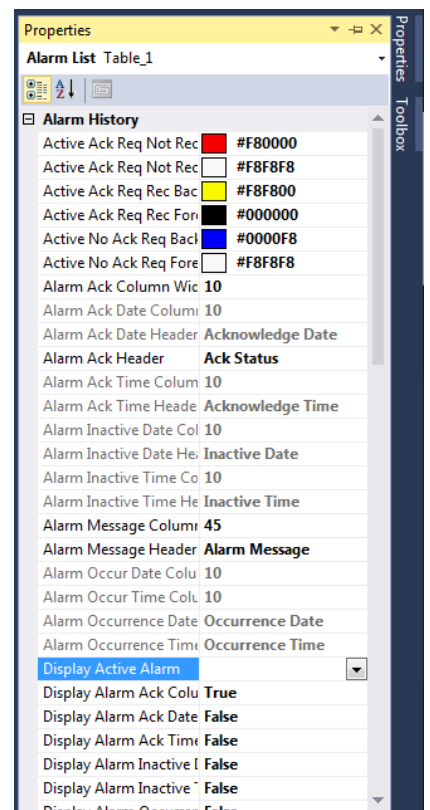 Properties
Alarm List Table_1
Alarm History
Active Ack Req Not Rec #F80000
Active Ack Req Not Rec #F8F8F8
Active Ack Req Rec Bac #F8F800
Active Ack Req Rec For #000000
Active No Ack Req Back #0000F8
Active No Ack Req Fore #F8F8F8
Alarm Ack Column Wid 10
Alarm Ack Date Colum 10
Alarm Ack Date Header Acknowledge Date
Alarm Ack Header Ack Status
Alarm Ack Time Colum 10
Alarm Ack Time Heade Acknowledge Time
Alarm Inactive Date Col 10
Alarm Inactive Date He Inactive Date
Alarm Inactive Time Co 10
Alarm Inactive Time He Inactive Time
Alarm Message Column 45
Alarm Message Header Alarm Message
Alarm Occur Date Colu 10
Alarm Occur Time Colu 10
Alarm Occurrence Date Occurrence Date
Alarm Occurrence Time Occurrence Time
Display Active Alarm
Display Alarm Ack Colu True
Display Alarm Ack Date False
Display Alarm Ack Time False
Display Alarm Inactive False
Display Alarm Inactive False
Display Alarm Occurren False
Properties
Toolbox